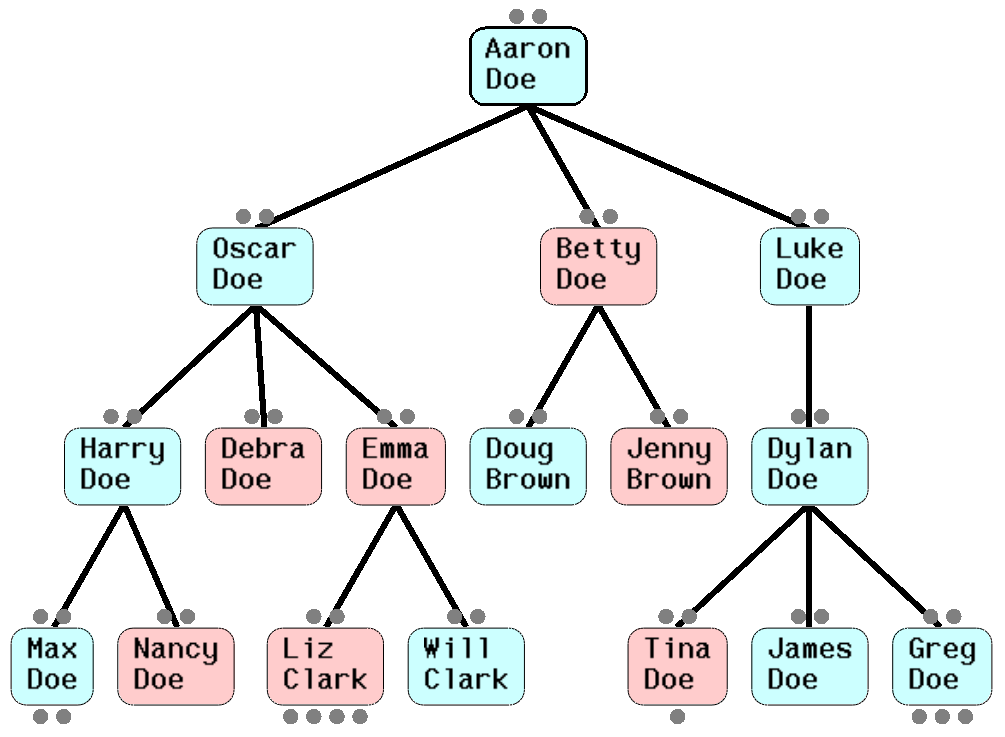 Aaron
Doe
Oscar
Doe
Betty
Doe
Luke
Doe
Harry
Doe
Debra
Doe
Emma
Doe
Doug
Brown
Jenny
Brown
Dylan
Doe
Max
Doe
Nancy
Doe
Liz
Clark
Will
Clark
Tina
Doe
James
Doe
Greg
Doe